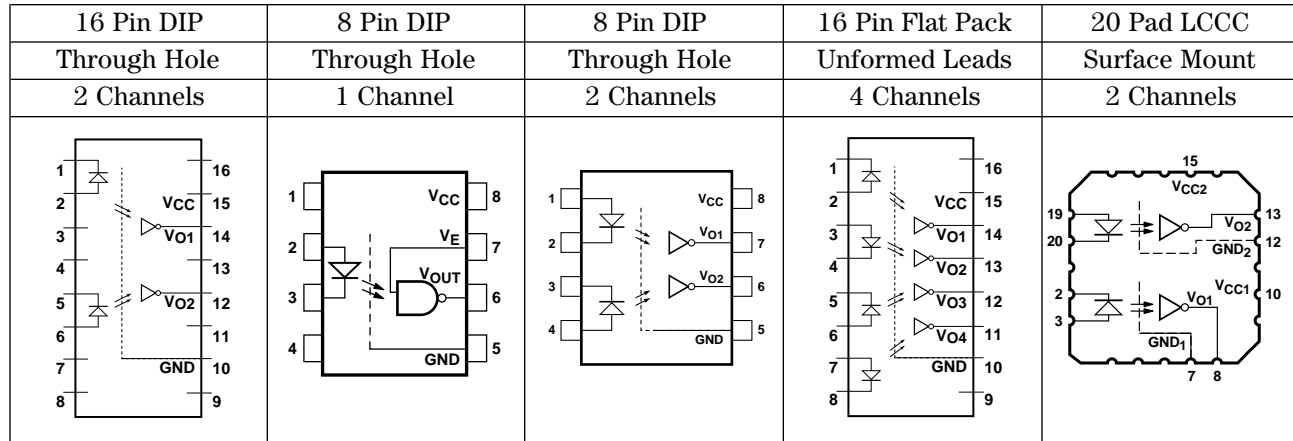 16 Pin DIP
8 Pin DIP
8 Pin DIP
16 Pin Flat Pack
20 Pad LCCC
Through Hole
Through Hole
Through Hole
Unformed Leads
Surface Mount
2 Channels
1 Channel
2 Channels
4 Channels
2 Channels
1
2
3
4
5
6
7
8
16
VCC
15
VO1
14
13
VO2
12
11
GND
10
9
1
2
3
4
VCC
8
VE
7
VOUT
6
GND
5
1
2
3
4
VCC
8
VO1
7
VO2
6
GND
5
1
2
3
4
5
6
7
8
16
VCC
15
VO1
14
VO2
13
VO3
12
VO4
11
GND
10
9
15
VCC2
19
20
VO2
13
GND2
12
2
3
VO1
VCC1
10
GND1
7
8